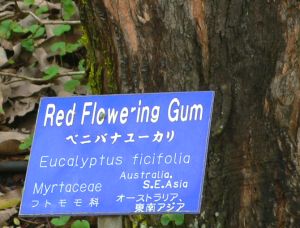 Red Flowering Gum
ベニバナユーカリ
Eucalyptus ficifolia
Myrtaceae
Australia.
S.E.Asia
フトモモ科
オーストラリア、
東南アジア